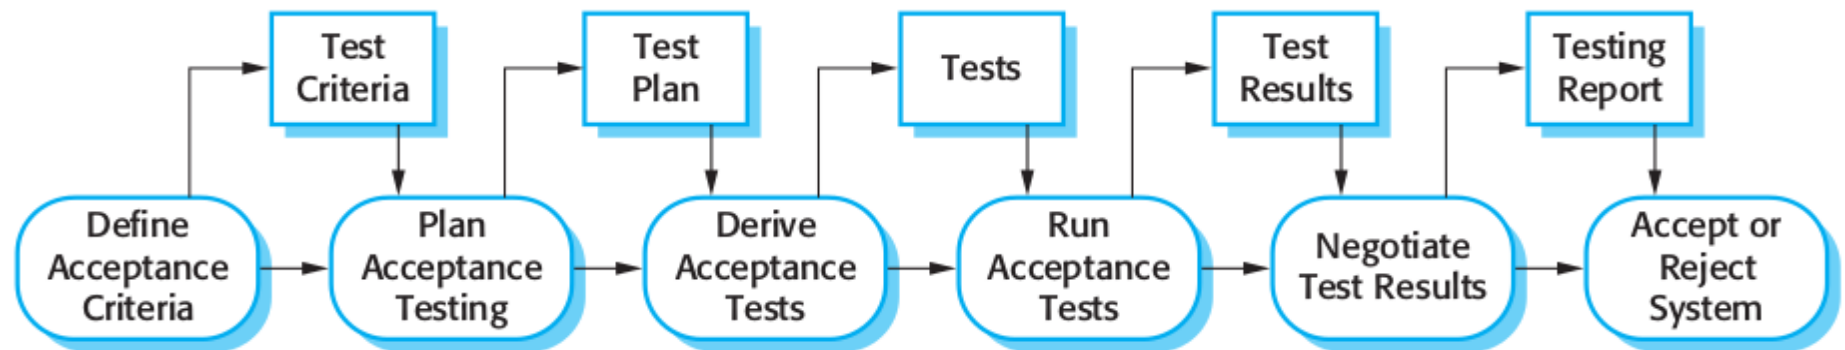 Test
Criteria
Test
Plan
Tests
Test
Results
Testing
Report
Define
Acceptance
Criteria
Plan
Acceptance
Testing
Derive
Acceptance
Tests
Run
Acceptance
Tests
Negotiate
Test Results
Accept or
Reject
System